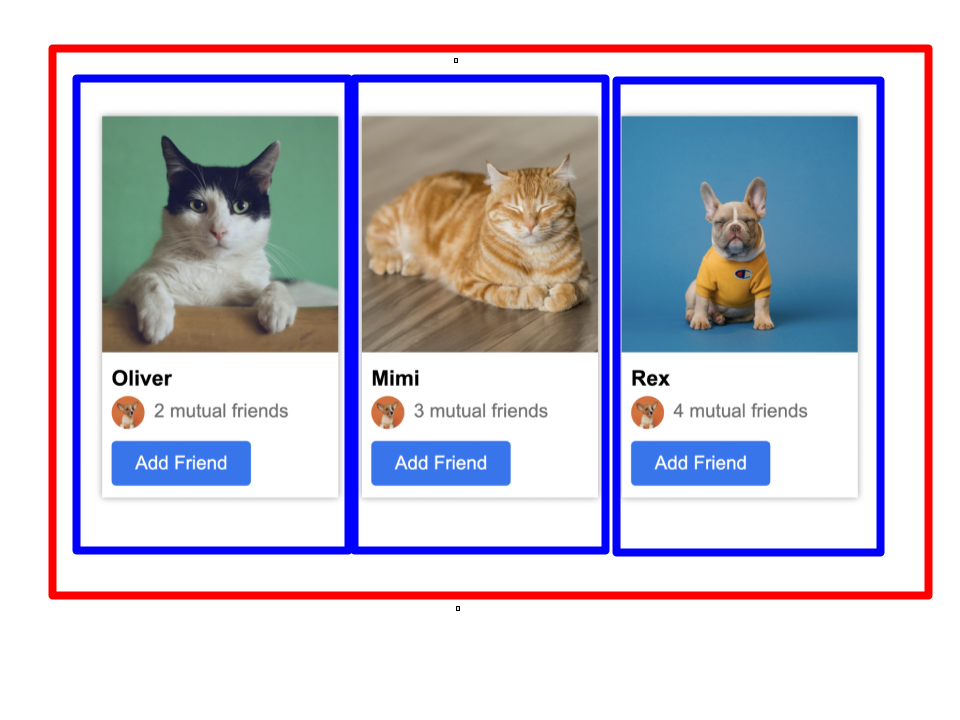 Oliver
2 mutual friends
Add Friend
Mimi
3 mutual friends
Add Friend
Rex
4 mutual friends
Add Friend